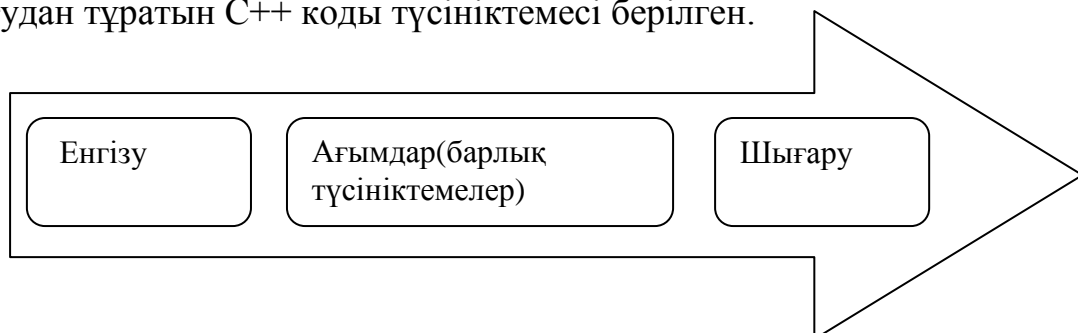 удан тұратын C++ коды түсініктемесі берілген.
Енгізу
Ағымдар(барлық
түсініктемелер)
Шығару